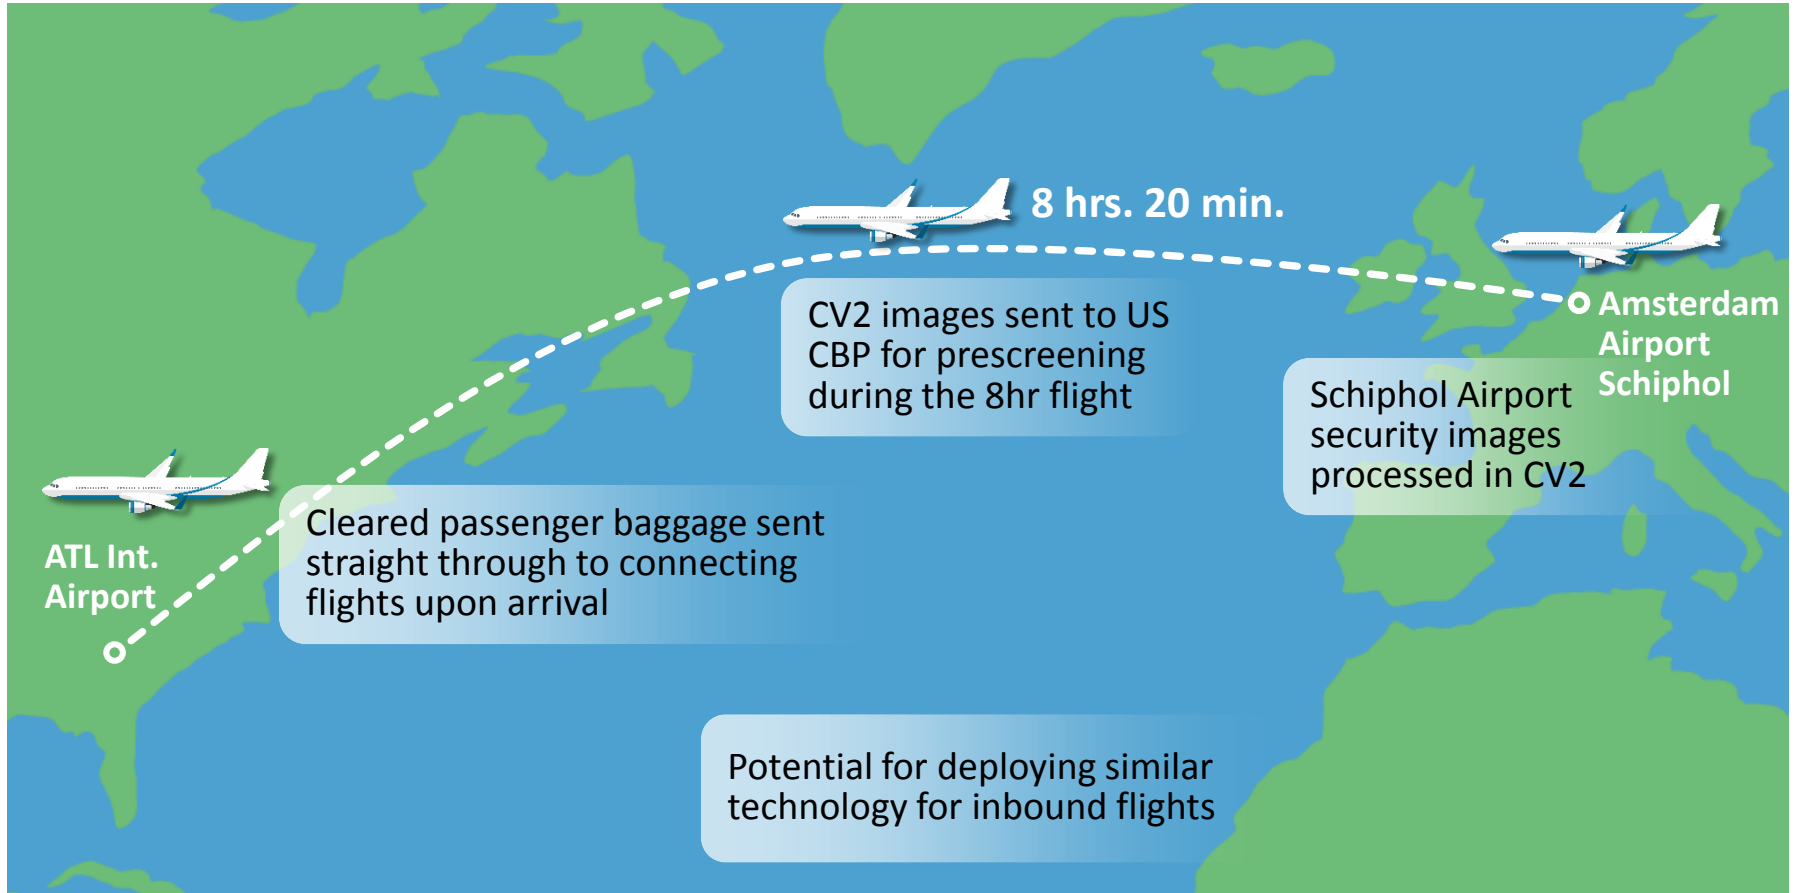 8 hrs. 20 min.
Amsterdam
Airport
Schiphol
CV2 images sent to US
CBP for prescreening
during the 8hr flight
Schiphol Airport
security images
processed in CV2
ATL Int.
Airport
Cleared passenger baggage sent
straight through to connecting
flights upon arrival
Potential for deploying similar
technology for inbound flights